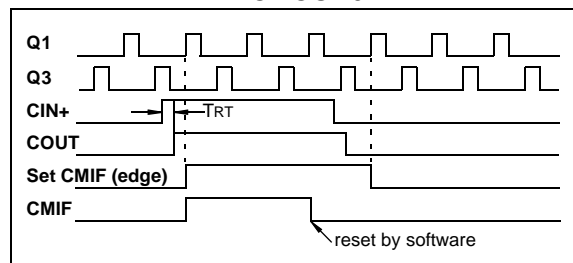 Q1
Q3
CIN+
TRT
COUT
Set CMIF (edge)
CMIF
reset by software